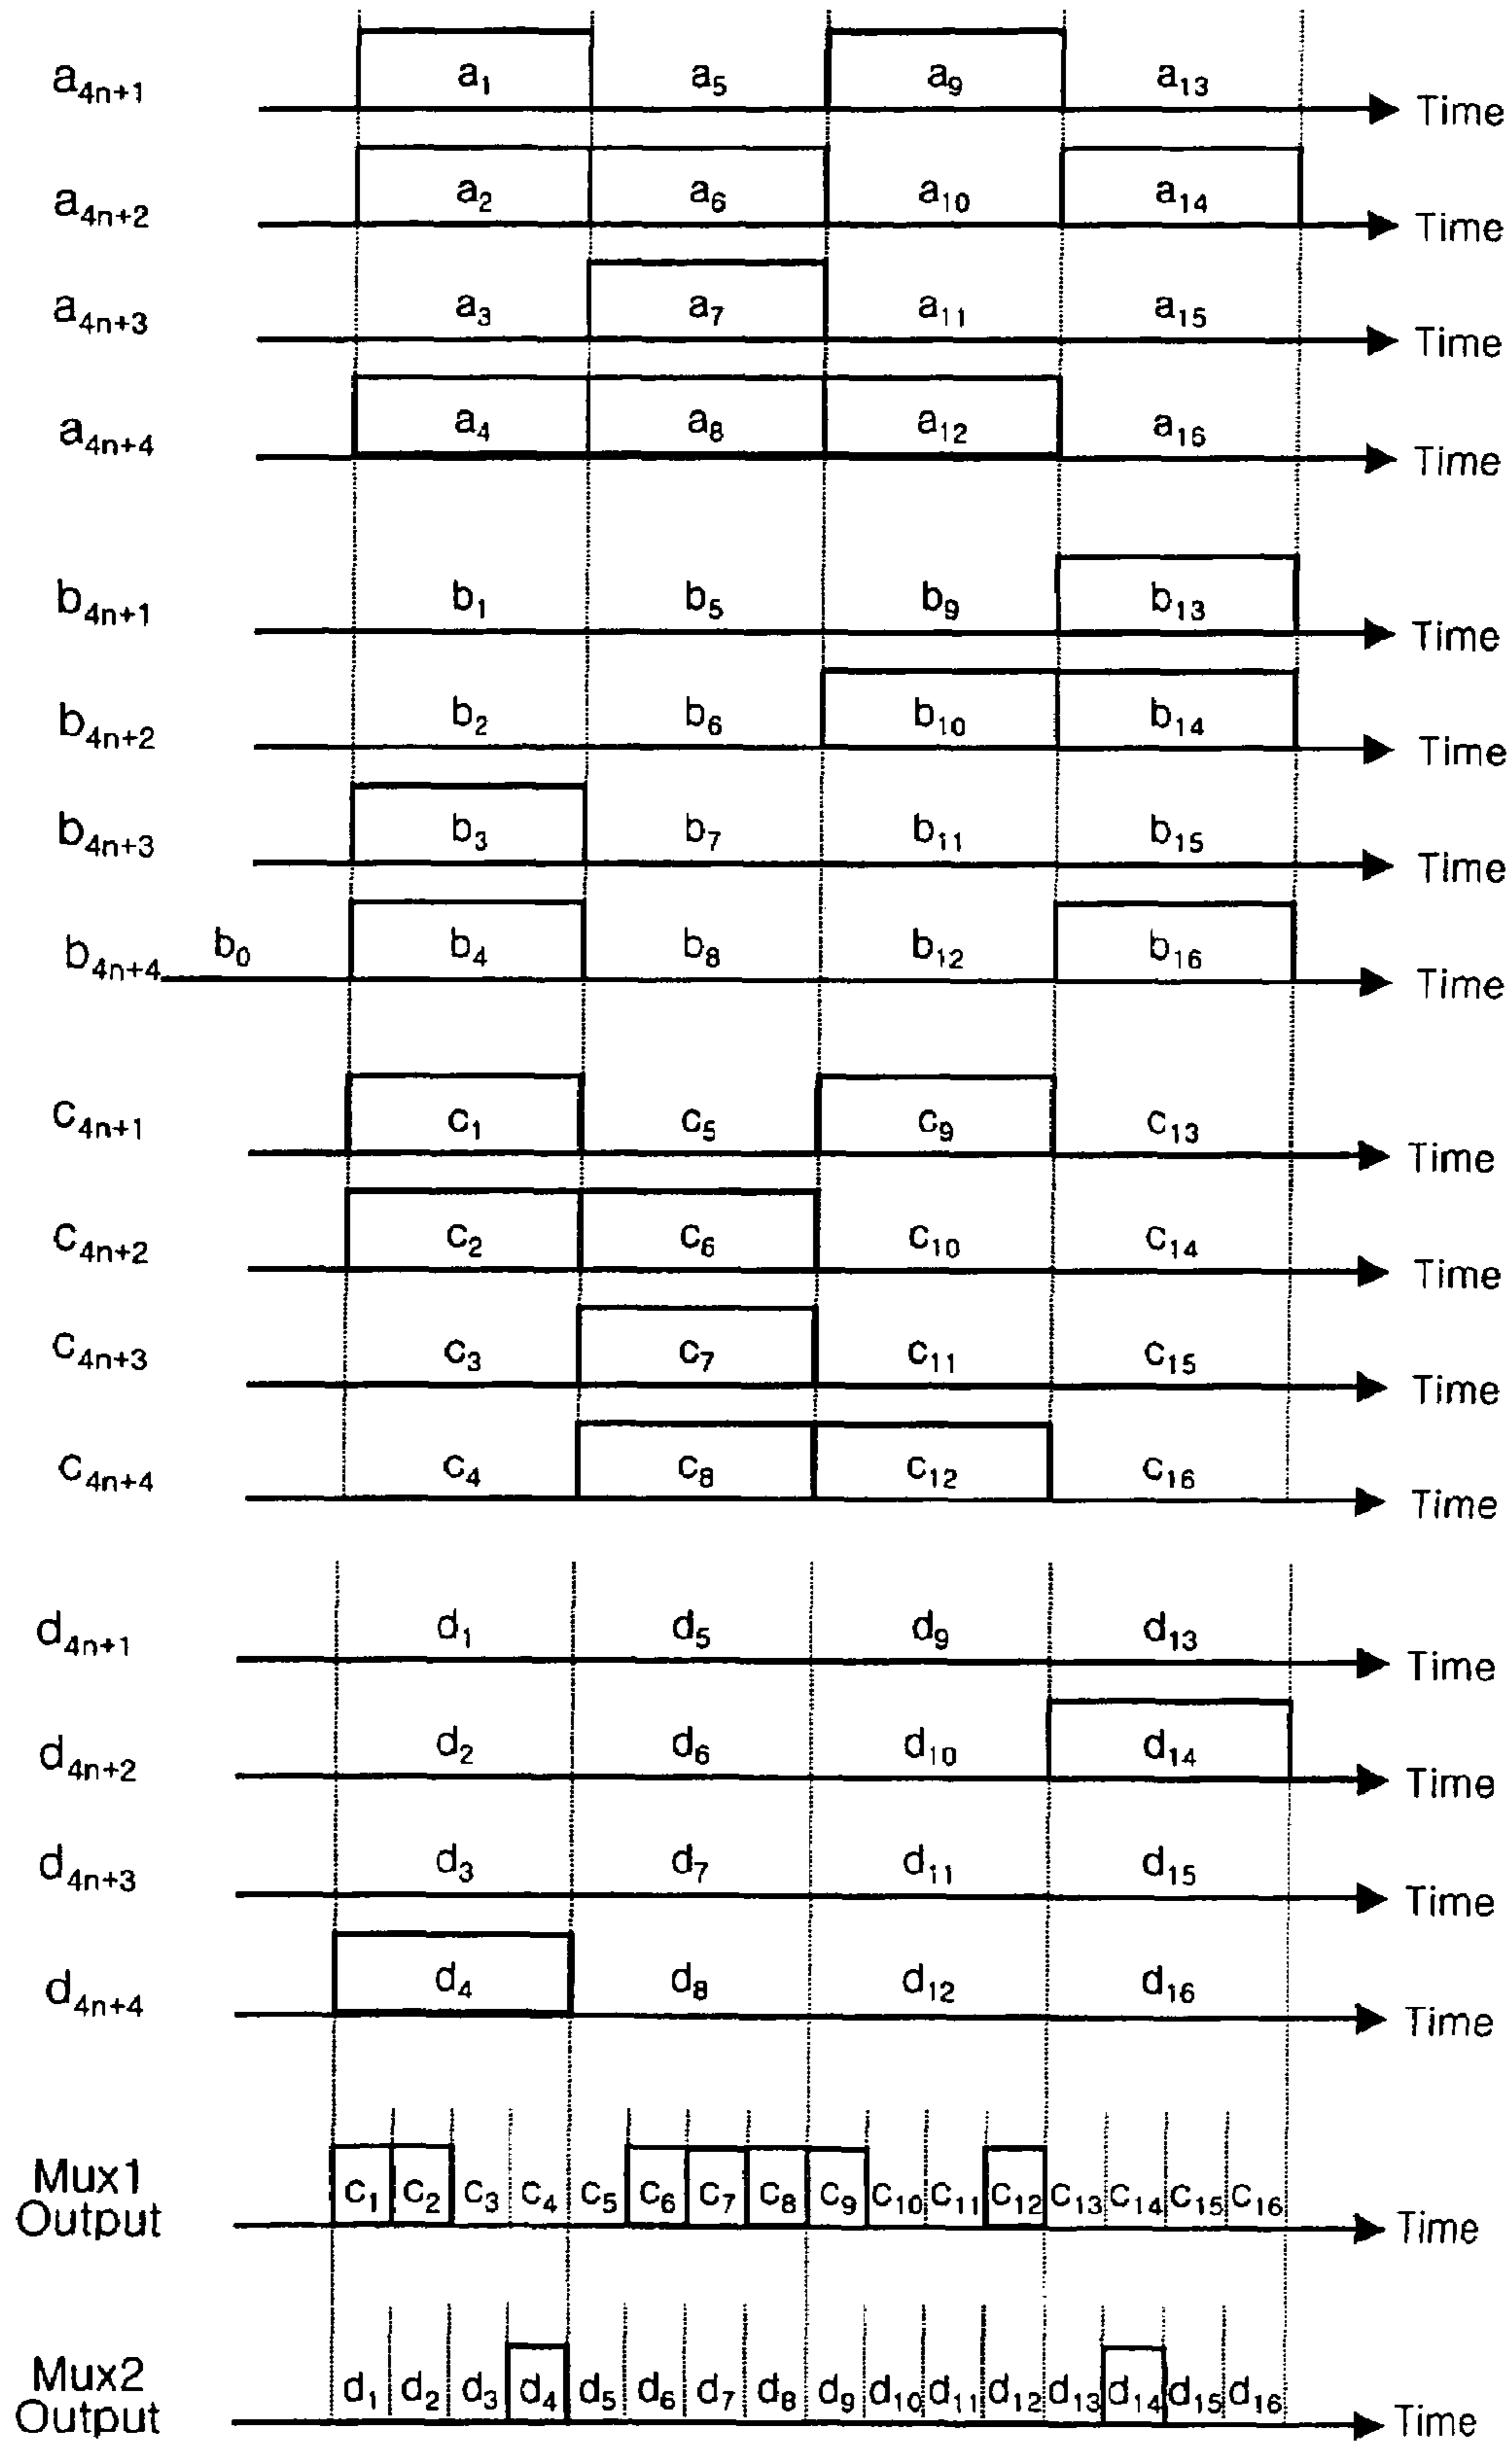 a4n+1 a1 a5 a9 a13 Time
a4n+2 a2 a6 a10 a14 Time
a4n+3 a3 a7 a11 a15 Time
a4n+4 a4 a8 a12 a16 Time
b4n+1 b1 b5 b9 b13 Time
b4n+2 b2 b6 b10 b14 Time
b4n+3 b3 b7 b11 b15 Time
b4n+4 b0 b4 b8 b12 b16 Time
c4n+1 c1 c5 c9 c13 Time
c4n+2 c2 c6 c10 c14 Time
c4n+3 c3 c7 c11 c15 Time
c4n+4 c4 c8 c12 c16 Time
d4n+1 d1 d5 d9 d13 Time
d4n+2 d2 d6 d10 d14 Time
d4n+3 d3 d7 d11 d15 Time
d4n+4 d4 d8 d12 d16 Time
Mux1
Output c1 c2 c3 c4 c5 c6 c7 c8 c9 c10 c11 c12 c13 c14 c15 c16 Time
Mux2
Output d1 d2 d3 d4 d5 d6 d7 d8 d9 d10 d11 d12 d13 d14 d15 d16 Time